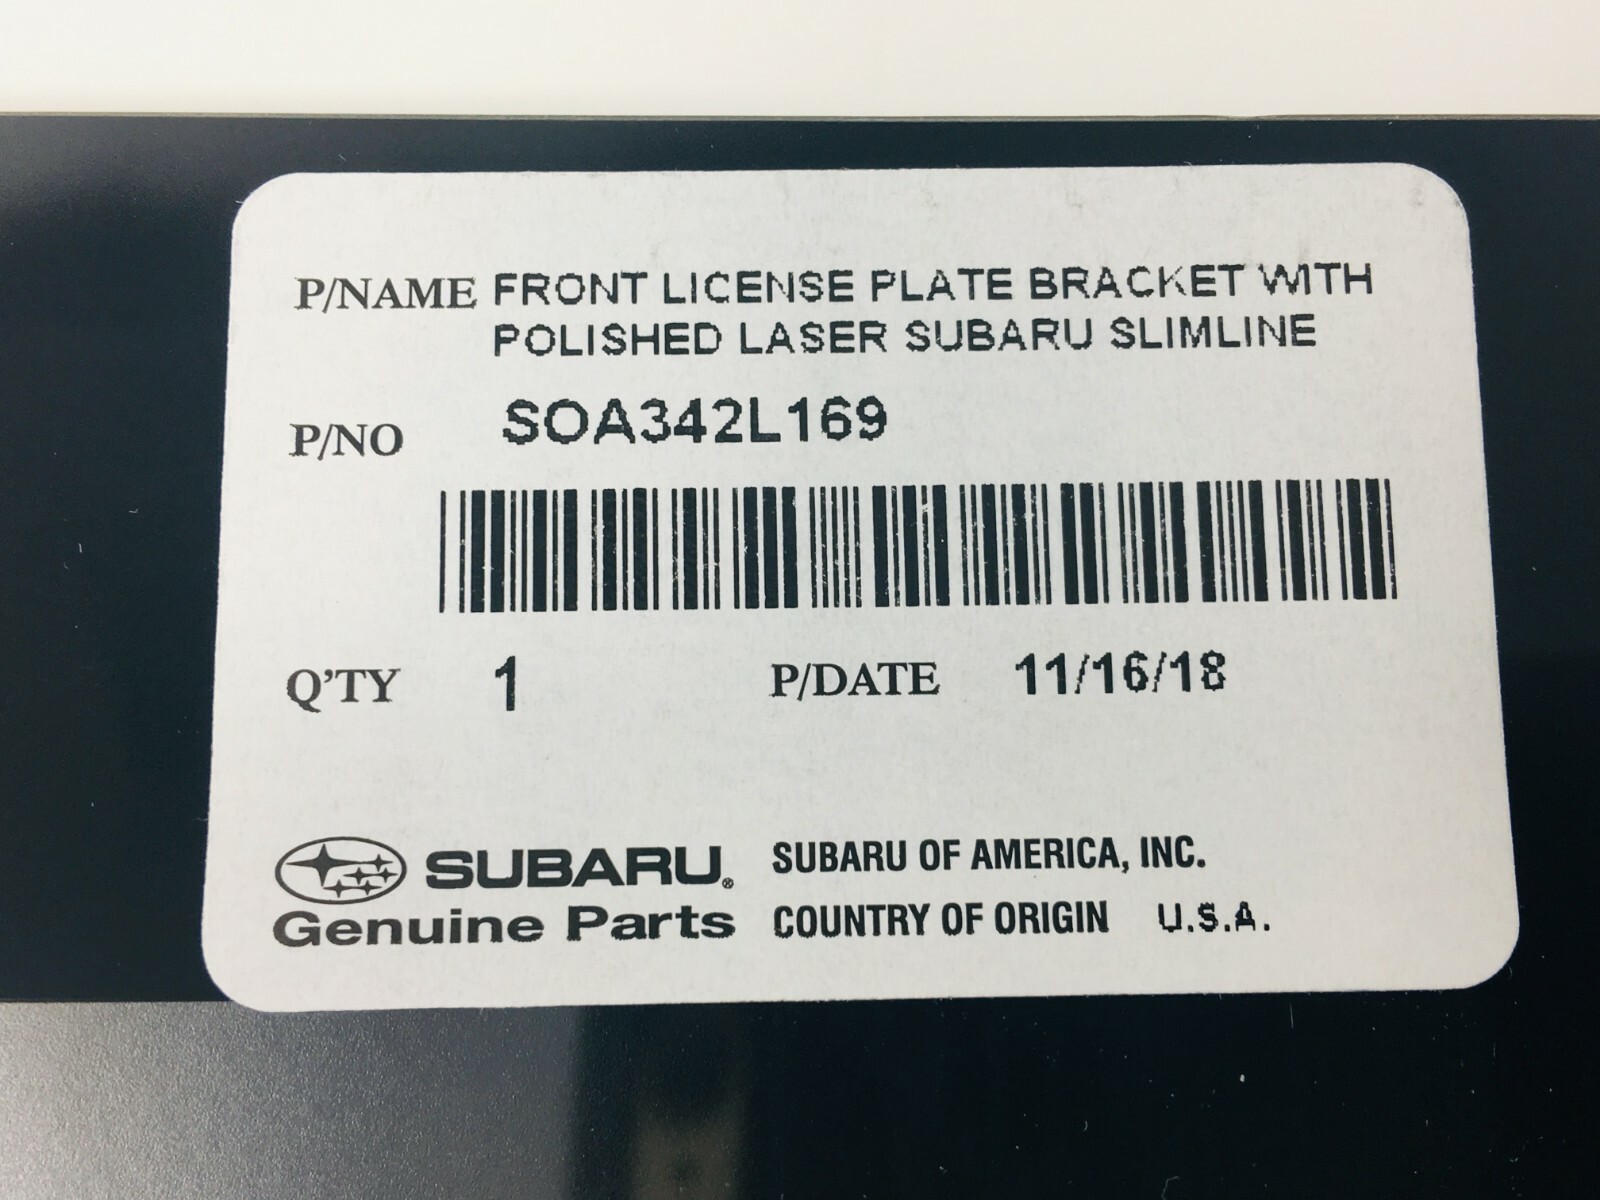 P/NAME FRONT LICENSE PLATE BRACKET WITH
POLISHED LASER SUBARU SLIMLINE
P/NO SOA342L169
Q'TY 1 P/DATE 11/16/18
SUBARU® SUBARU OF AMERICA, INC.
Genuine Parts COUNTRY OF ORIGIN U.S.A.